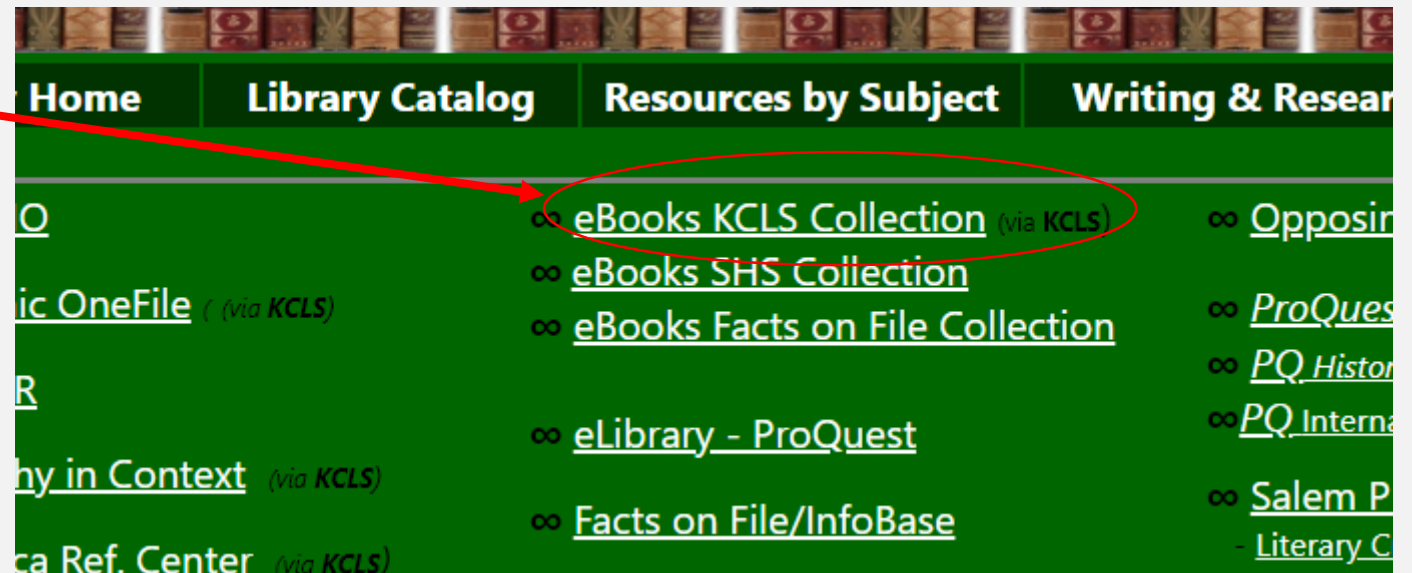 Home Library Catalog Resources by Subject Writing & Resear
O
ic OneFile ( (via KCLS)
R
hy in Context (via KCLS)
ca Ref. Center (via KCLS)
∞ eBooks KCLS Collection (via KCLS)
∞ eBooks SHS Collection
∞ eBooks Facts on File Collection
∞ eLibrary - ProQuest
∞ Facts on File/InfoBase
∞ Opposin
∞ ProQues
∞ PQ Histor
∞PQ Interna
∞ Salem P
- Literary C